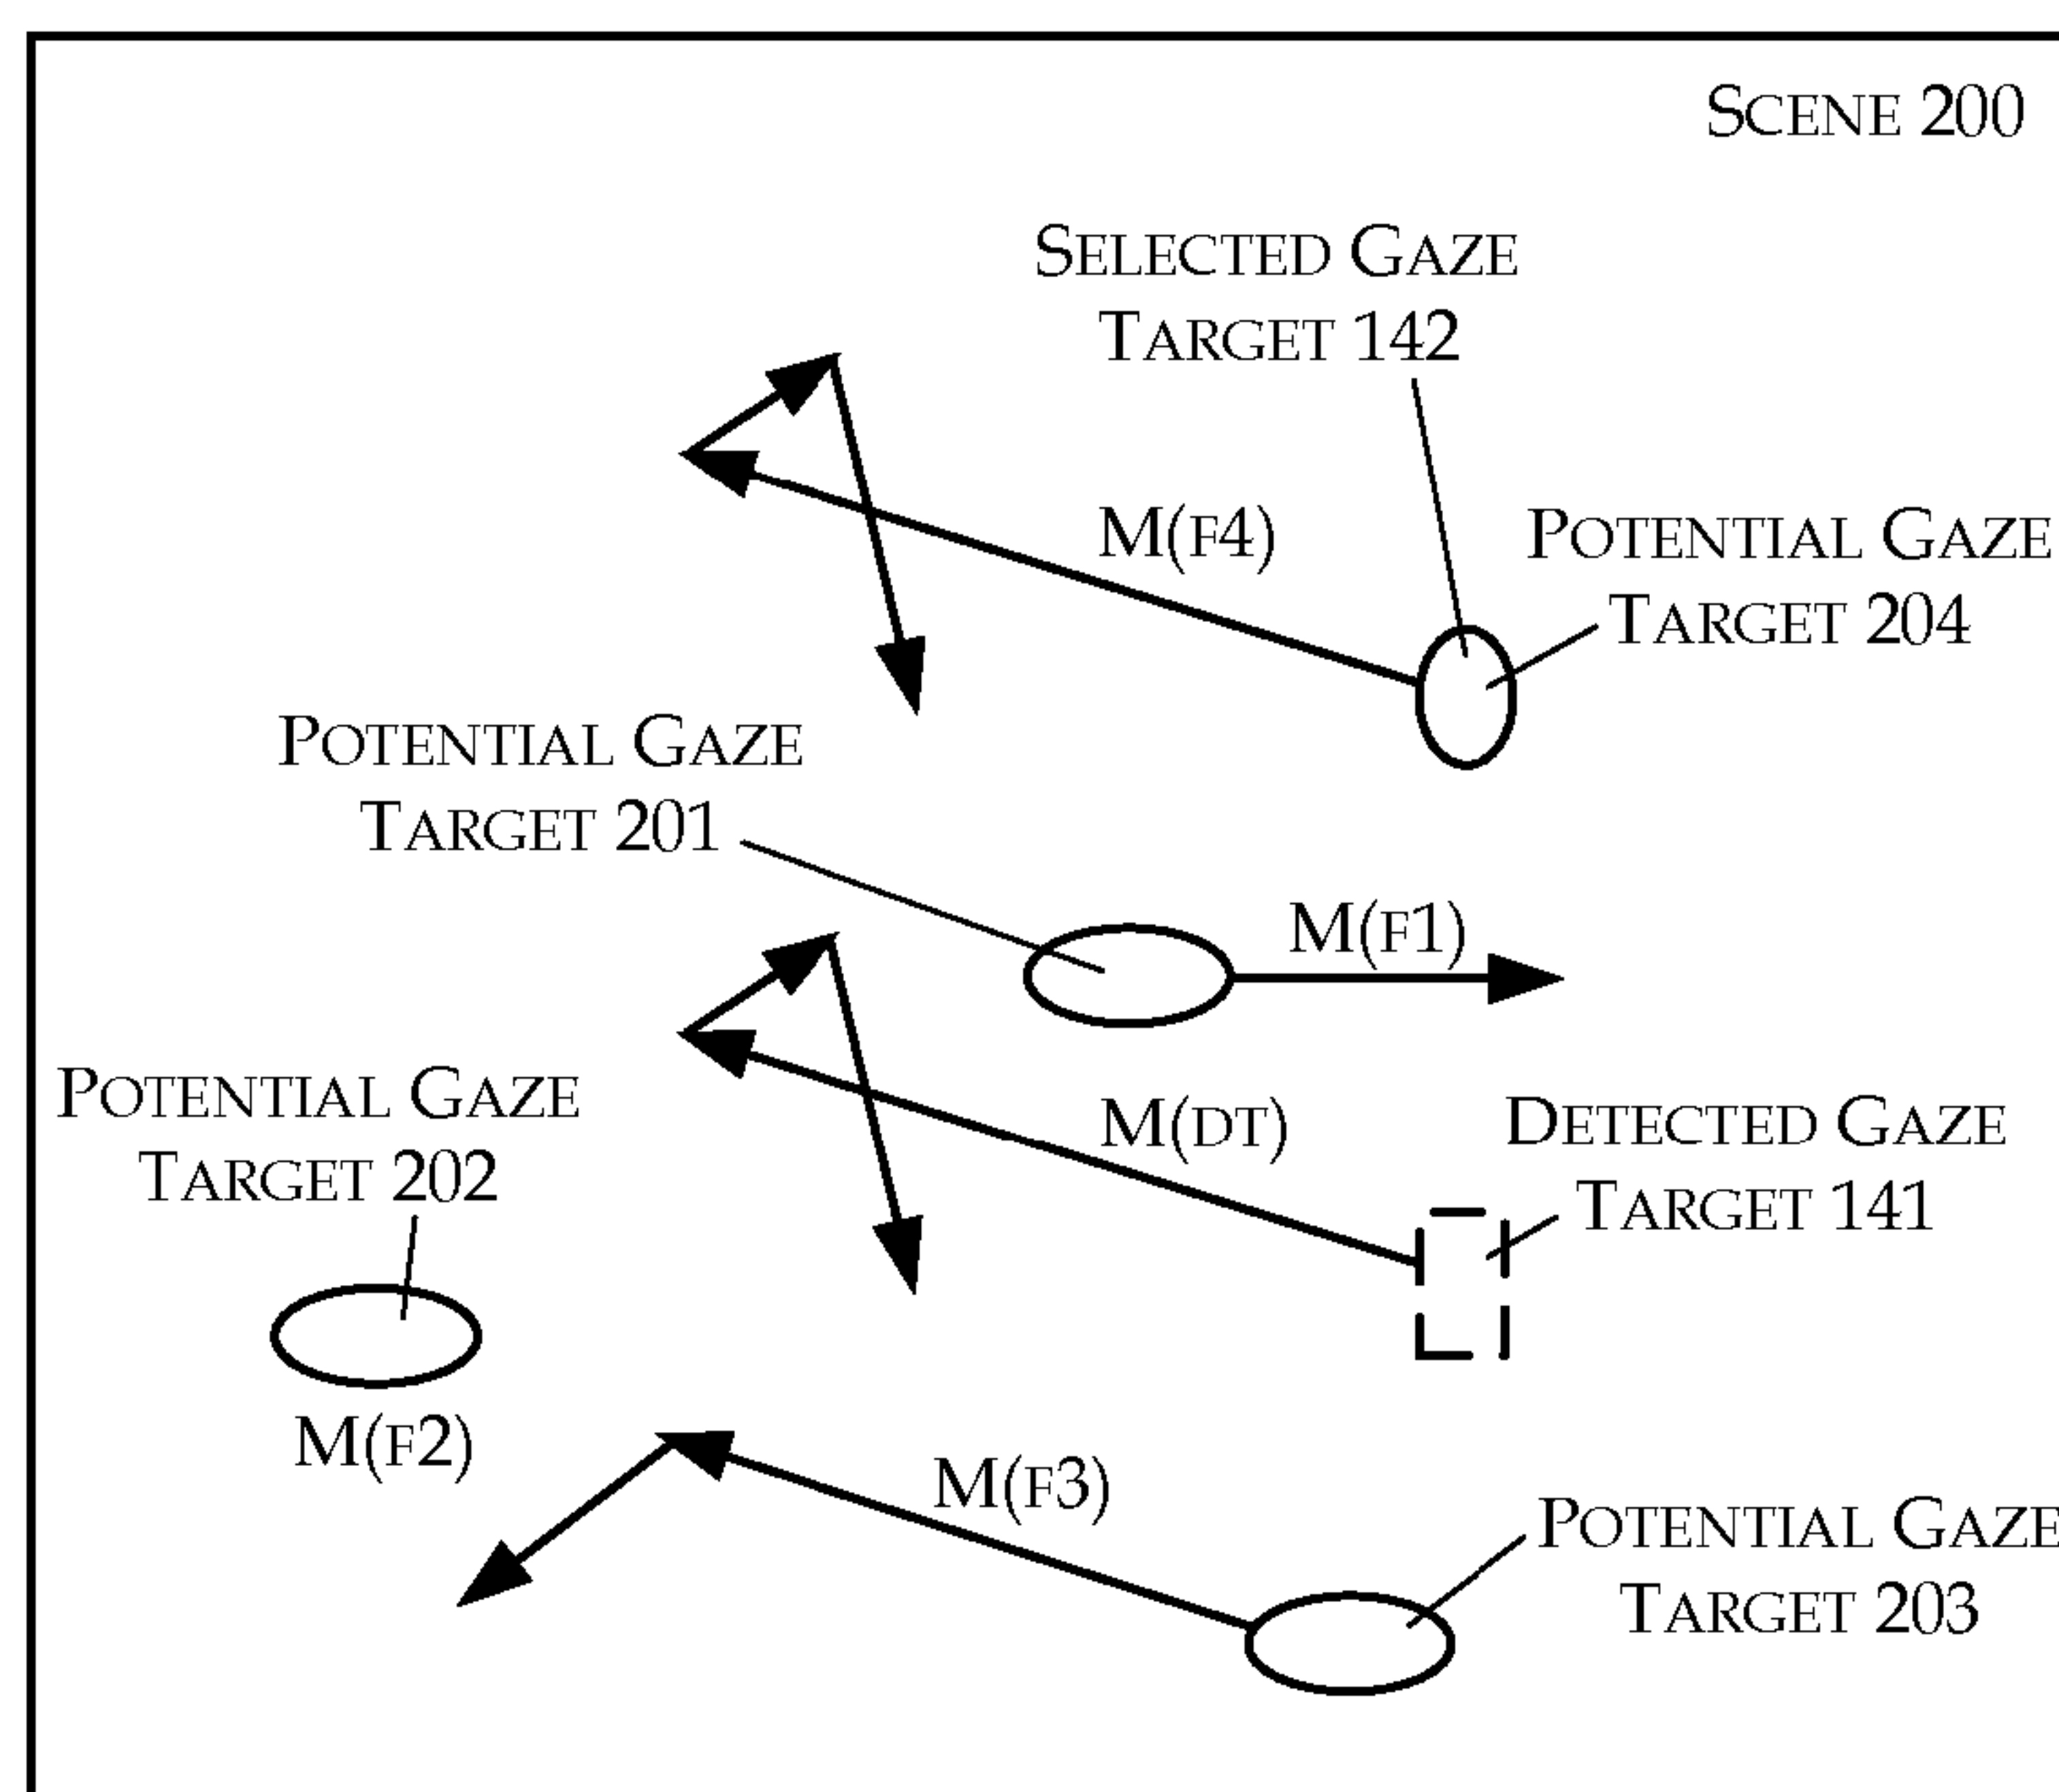 SCENE 200
SELECTED GAZE
TARGET 142
M(F4)
POTENTIAL GAZE
TARGET 204
POTENTIAL GAZE
TARGET 201
M(F1)
POTENTIAL GAZE
TARGET 202
M(DT)
DETECTED GAZE
TARGET 141
M(F2)
M(F3)
POTENTIAL GAZE
TARGET 203